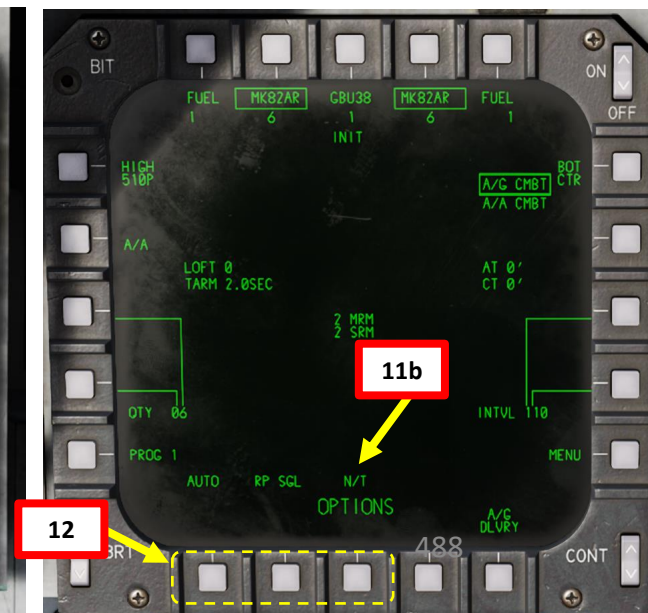 BIT
ON
OFF
FUEL MK82AR GBU38 MK82AR FUEL
1 6 1 6 1
INIT
HIGH
510P
BOT
CTR
A/G CMBT
A/A CMBT
A/A
LOFT 0
TARM 2.0SEC
AT 0'
CT 0'
2 MRM
2 SRM
11b
QTY 06
INTVL 110
PROG 1
MENU
AUTO RP SGL N/T
OPTIONS
A/G
DLVRY
12
BRT
488
CONT